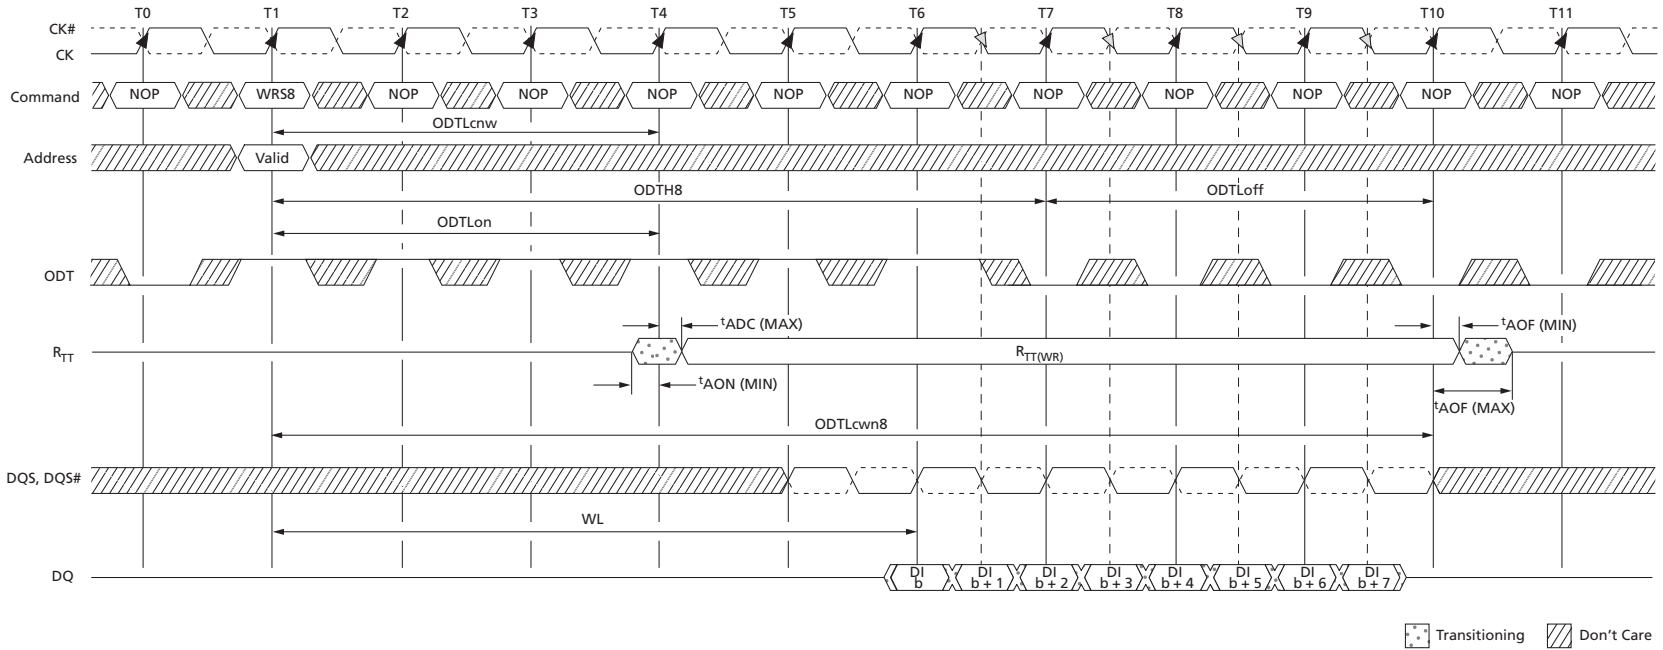 T0 T1 T2 T3 T4 T5 T6 T7 T8 T9 T10 T11
CK#
CK
Command NOP WRS8 NOP NOP NOP NOP NOP NOP NOP NOP NOP NOP
ODTLcnw
Address Valid
ODTH8 ODTLoff
ODTLon
ODT
tADC (MAX) tAOF (MIN)
RTT RTT(WR)
tAON (MIN)
tAOF (MAX)
ODTLcwn8
DQS, DQS#
WL
DQ DI b DI b + 1 DI b + 2 DI b + 3 DI b + 4 DI b + 5 DI b + 6 DI b + 7
Transitioning Don't Care